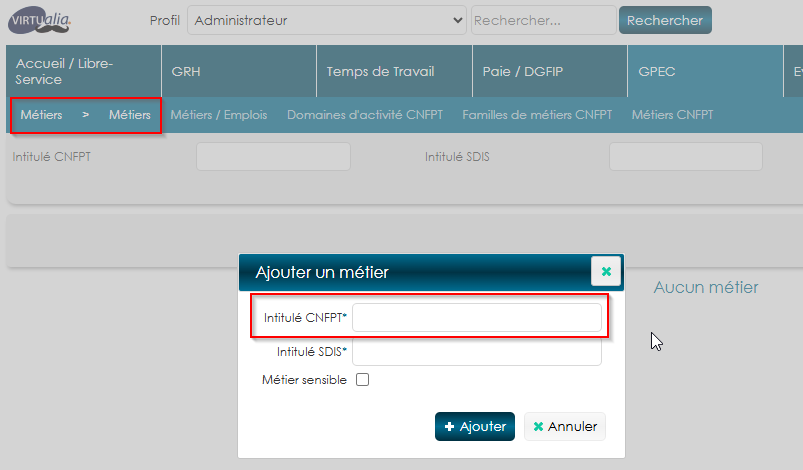 VIRTUalia
Profil Administrateur Rechercher... Rechercher
Accueil / Libre-Service GRH Temps de Travail Paie / DGFIP GPEC E
Métiers > Métiers Métiers / Emplois Domaines d'activité CNFPT Familles de métiers CNFPT Métiers CNFPT
Intitulé CNFPT Intitulé SDIS
Ajouter un métier
Aucun métier
Intitulé CNFPT*
Intitulé SDIS*
Métier sensible
Ajouter Annuler